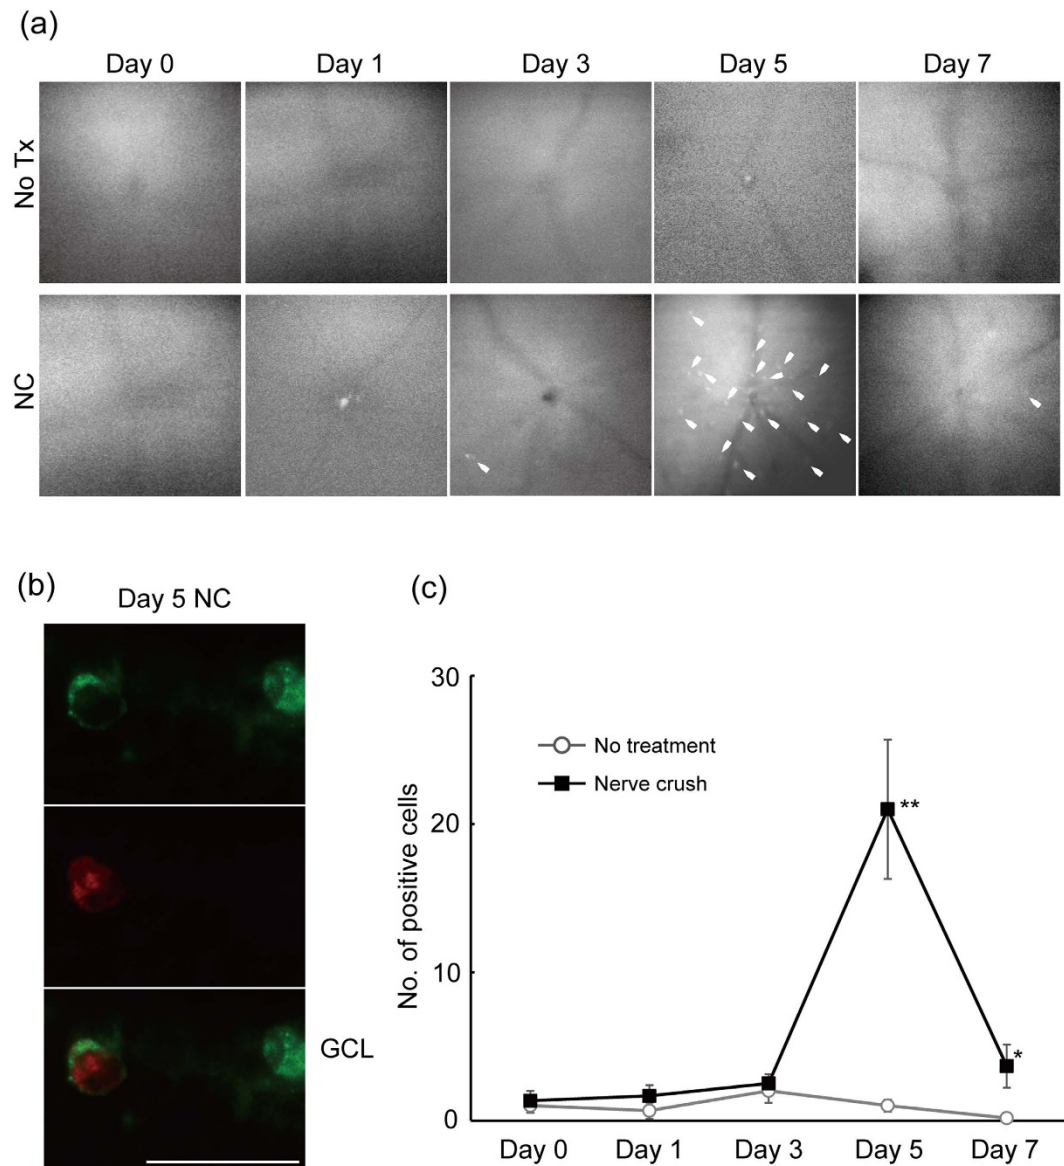 (a)
Day 0 Day 1 Day 3 Day 5 Day 7
No Tx
NC
(b)
Day 5 NC
GCL
(c)
30
20
10
0
No. of positive cells
No treatment
Nerve crush
**
*
Day 0 Day 1 Day 3 Day 5 Day 7